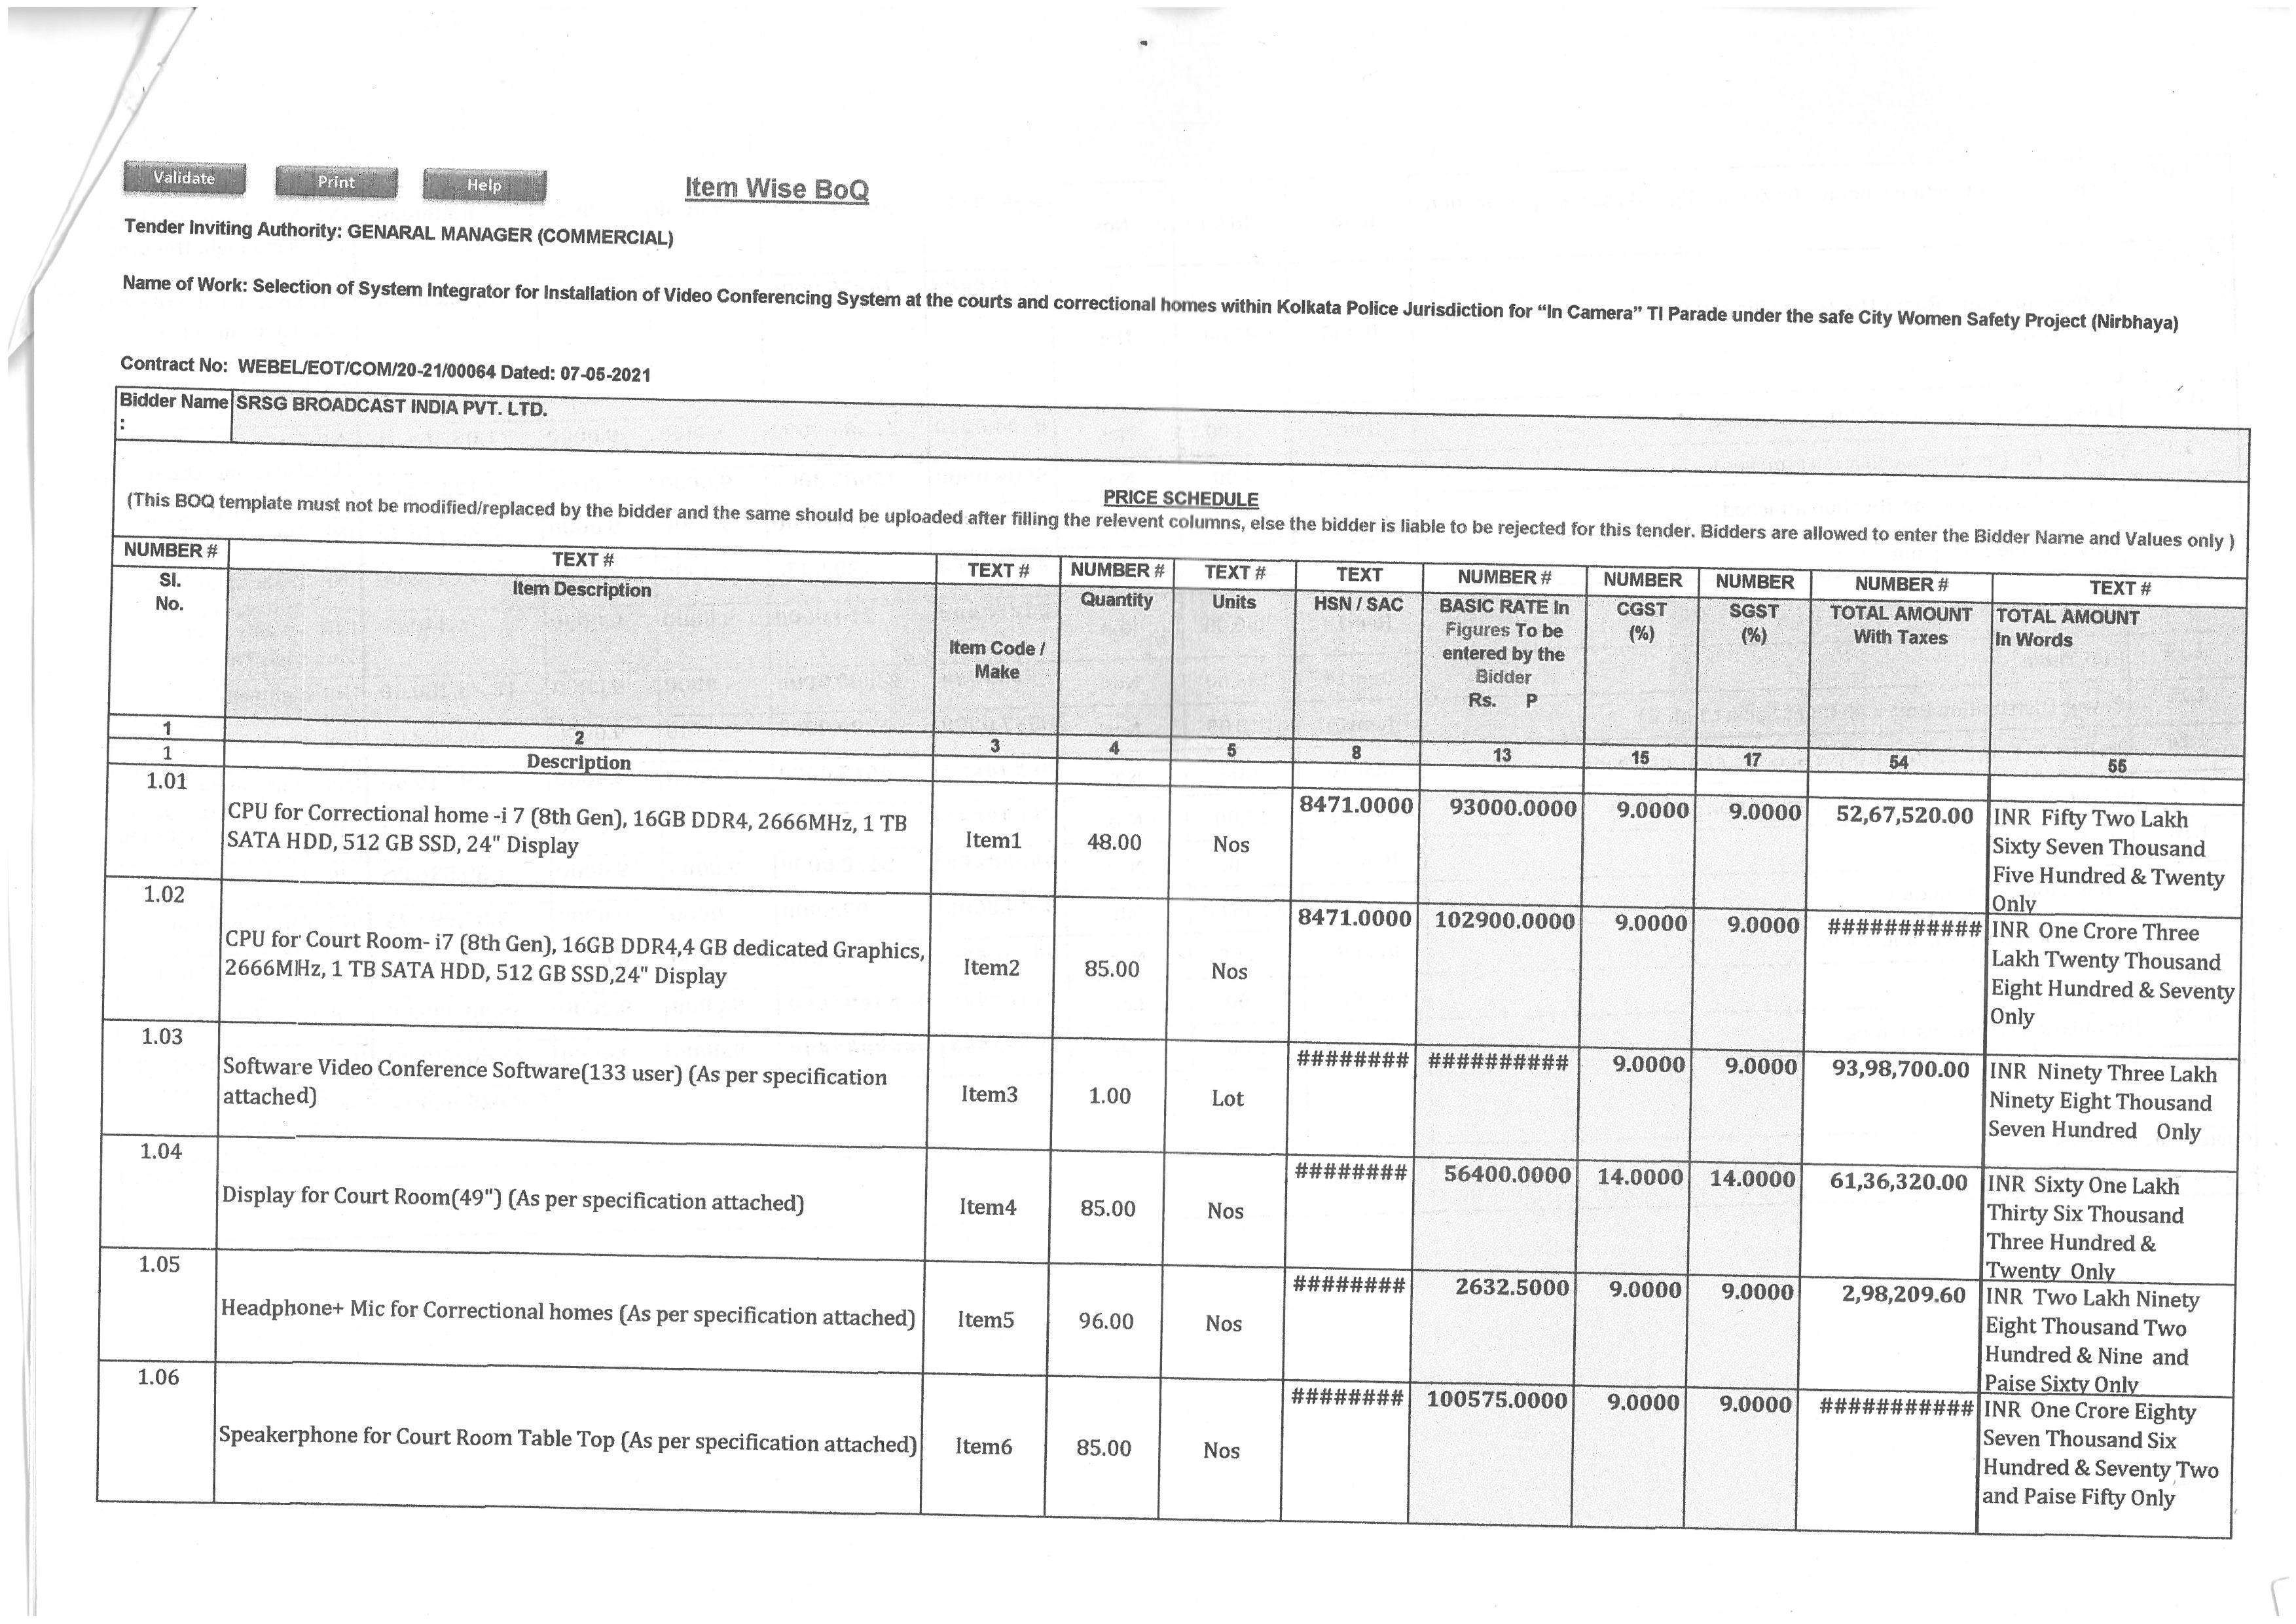 Validate Print Help Item Wise BoQ
Tender Inviting Authority: GENARAL MANAGER (COMMERCIAL)
Name of Work: Selection of System Integrator for Installation of Video Conferencing System at the courts and correctional homes within Kolkata Police Jurisdiction for “In Camera” TI Parade under the safe City Women Safety Project (Nirbhaya)
Contract No: WEBEL/EOT/COM/20-21/00064 Dated: 07-05-2021
Bidder Name SRSG BROADCAST INDIA PVT. LTD.
:
PRICE SCHEDULE
(This BOQ template must not be modified/replaced by the bidder and the same should be uploaded after filling the relevent columns, else the bidder is liable to be rejected for this tender. Bidders are allowed to enter the Bidder Name and Values only )
NUMBER # TEXT # TEXT # NUMBER # TEXT # TEXT NUMBER # NUMBER NUMBER NUMBER # TEXT #
Sl. Item Description Quantity Units HSN / SAC BASIC RATE In CGST SGST TOTAL AMOUNT TOTAL AMOUNT
No. Figures To be (%) (%) With Taxes In Words
Item Code / entered by the
Make Bidder
Rs. P
1 2 3 4 5 8 13 15 17 54 55
1 Description
1.01 8471.0000 93000.0000 9.0000 9.0000 52,67,520.00 INR Fifty Two Lakh
CPU for Correctional home -i 7 (8th Gen), 16GB DDR4, 2666MHz, 1 TB Item1 48.00 Nos Sixty Seven Thousand
SATA HDD, 512 GB SSD, 24" Display Five Hundred & Twenty
Only
1.02 8471.0000 102900.0000 9.0000 9.0000 ########### INR One Crore Three
CPU for Court Room- i7 (8th Gen), 16GB DDR4,4 GB dedicated Graphics, Item2 85.00 Nos Lakh Twenty Thousand
2666MHz, 1 TB SATA HDD, 512 GB SSD,24" Display Eight Hundred & Seventy
Only
1.03 ######## ########## 9.0000 9.0000 93,98,700.00 INR Ninety Three Lakh
Software Video Conference Software(133 user) (As per specification Item3 1.00 Lot Ninety Eight Thousand
attached) Seven Hundred Only
1.04 ######## 56400.0000 14.0000 14.0000 61,36,320.00 INR Sixty One Lakh
Display for Court Room(49") (As per specification attached) Item4 85.00 Nos Thirty Six Thousand
Three Hundred &
Twenty Only
1.05 ######## 2632.5000 9.0000 9.0000 2,98,209.60 INR Two Lakh Ninety
Headphone+ Mic for Correctional homes (As per specification attached) Item5 96.00 Nos Eight Thousand Two
Hundred & Nine and
Paise Sixty Only
1.06 ######## 100575.0000 9.0000 9.0000 ########### INR One Crore Eighty
Speakerphone for Court Room Table Top (As per specification attached) Item6 85.00 Nos Seven Thousand Six
Hundred & Seventy Two
and Paise Fifty Only